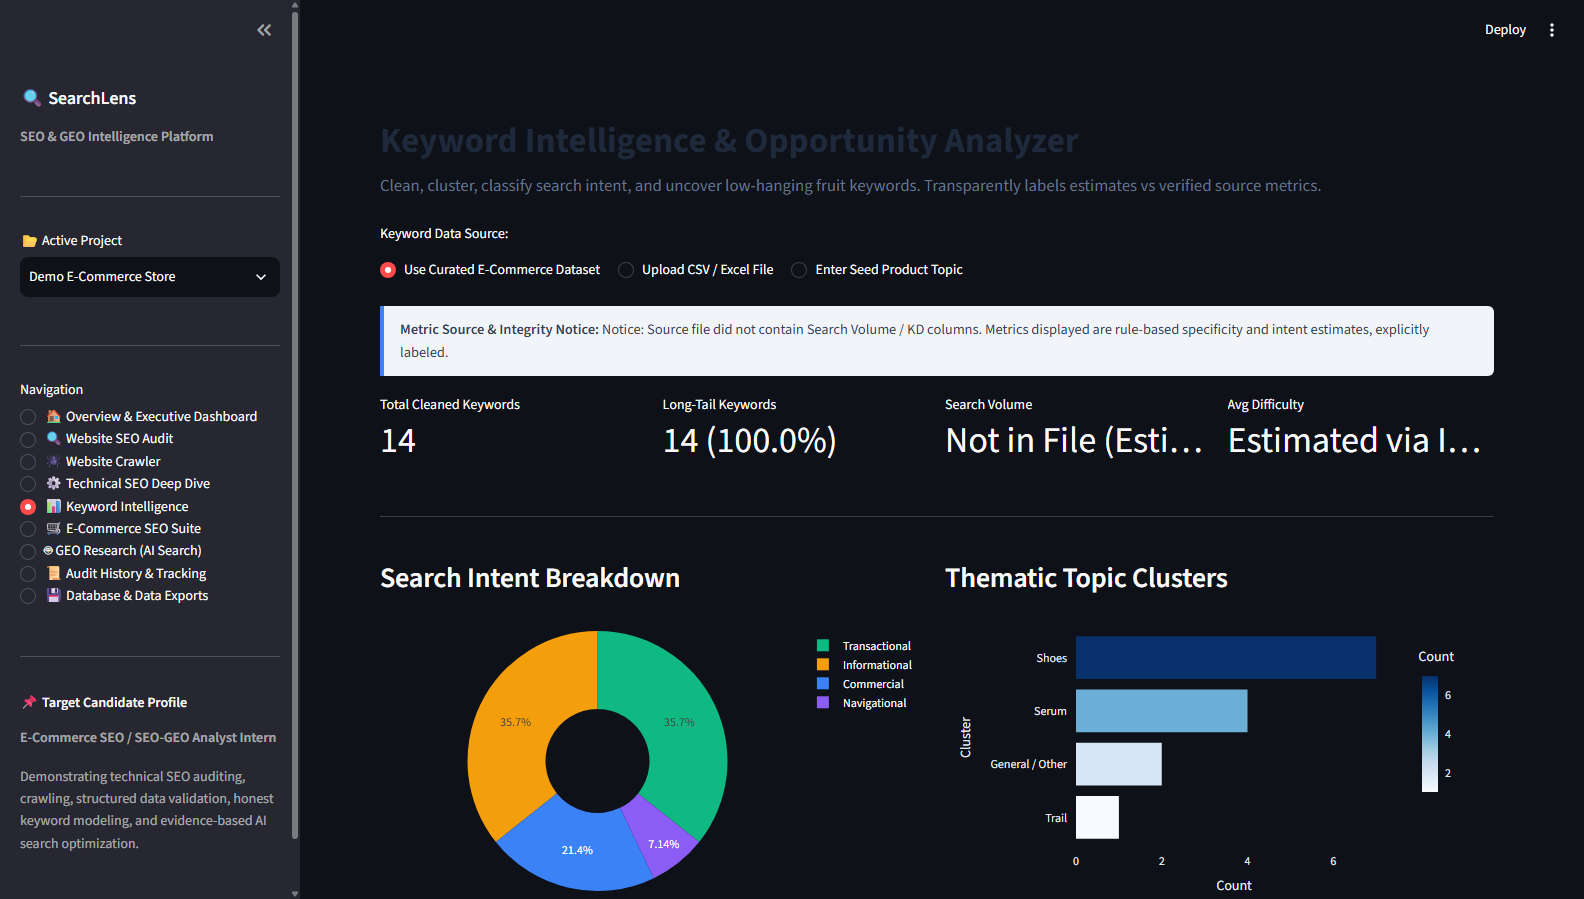 SearchLens
SEO & GEO Intelligence Platform
Active Project
Demo E-Commerce Store
Navigation
Overview & Executive Dashboard
Website SEO Audit
Website Crawler
Technical SEO Deep Dive
Keyword Intelligence
E-Commerce SEO Suite
GEO Research (AI Search)
Audit History & Tracking
Database & Data Exports
Target Candidate Profile
E-Commerce SEO / SEO-GEO Analyst Intern
Demonstrating technical SEO auditing,
crawling, structured data validation, honest
keyword modeling, and evidence-based AI
search optimization.
Deploy
Keyword Intelligence & Opportunity Analyzer
Clean, cluster, classify search intent, and uncover low-hanging fruit keywords. Transparently labels estimates vs verified source metrics.
Keyword Data Source:
Use Curated E-Commerce Dataset
Upload CSV / Excel File
Enter Seed Product Topic
Metric Source & Integrity Notice: Notice: Source file did not contain Search Volume / KD columns. Metrics displayed are rule-based specificity and intent estimates, explicitly
labeled.
Total Cleaned Keywords
14
Long-Tail Keywords
14 (100.0%)
Search Volume
Not in File (Esti...
Avg Difficulty
Estimated via I...
Search Intent Breakdown
35.7%
35.7%
21.4%
7.14%
Transactional
Informational
Commercial
Navigational
Thematic Topic Clusters
Cluster
Shoes
Serum
General / Other
Trail
0 2 4 6
Count
Count
6
4
2